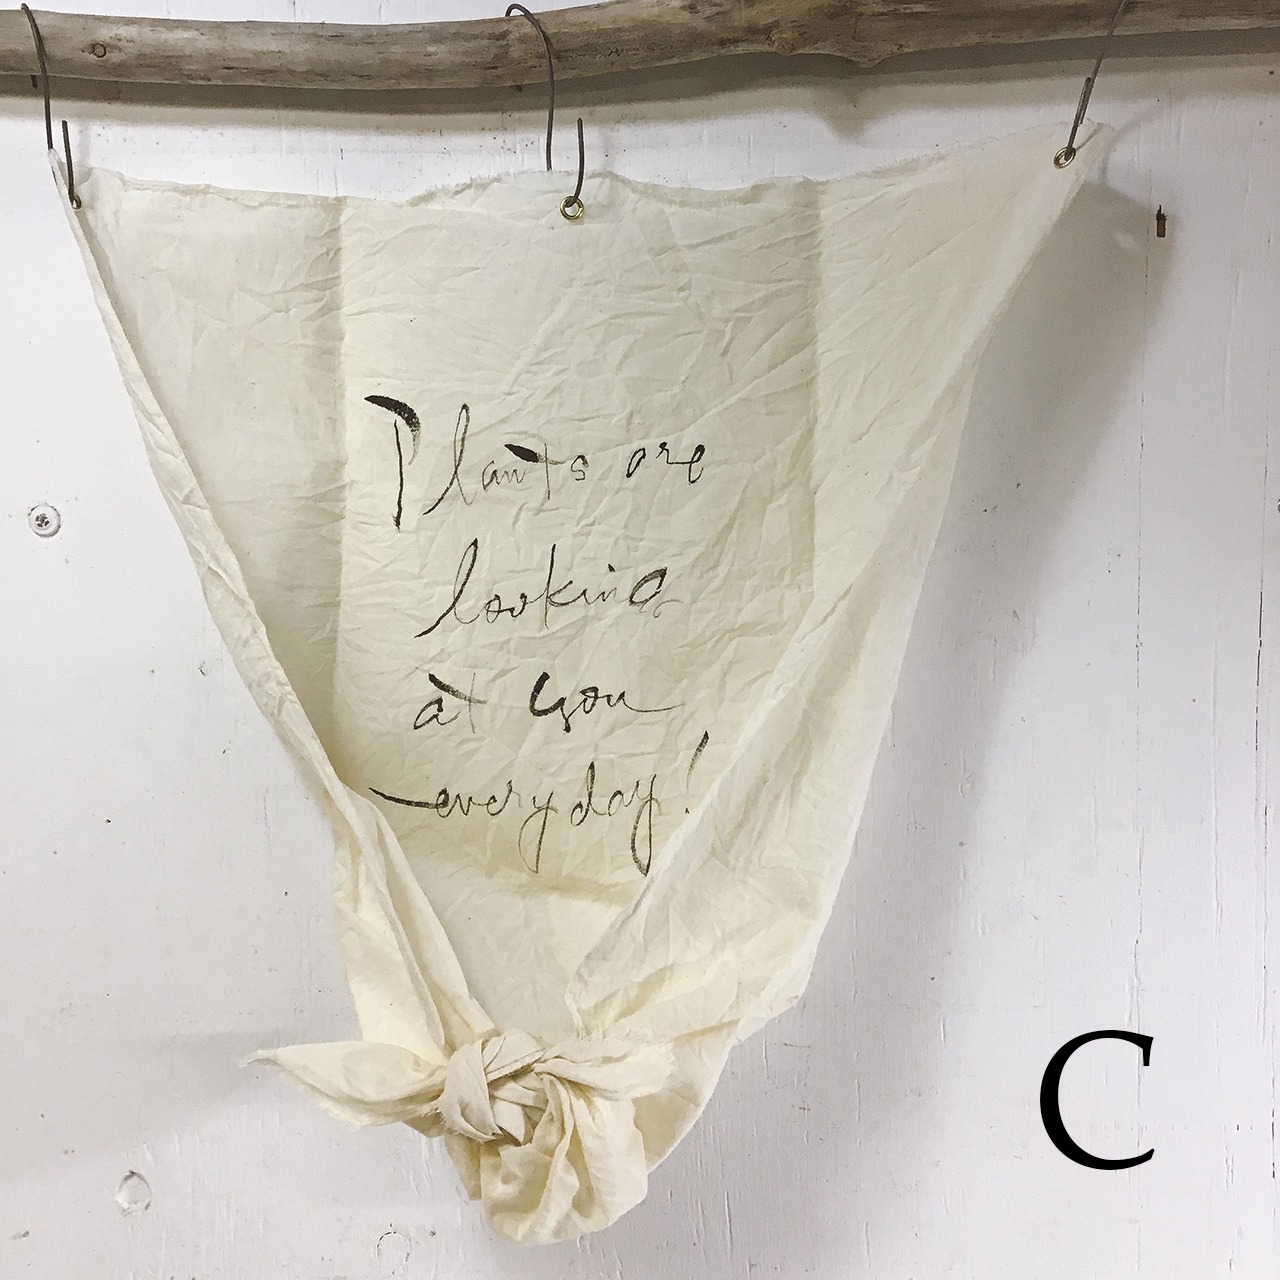 Plants are
looking
at you
everyday!
C